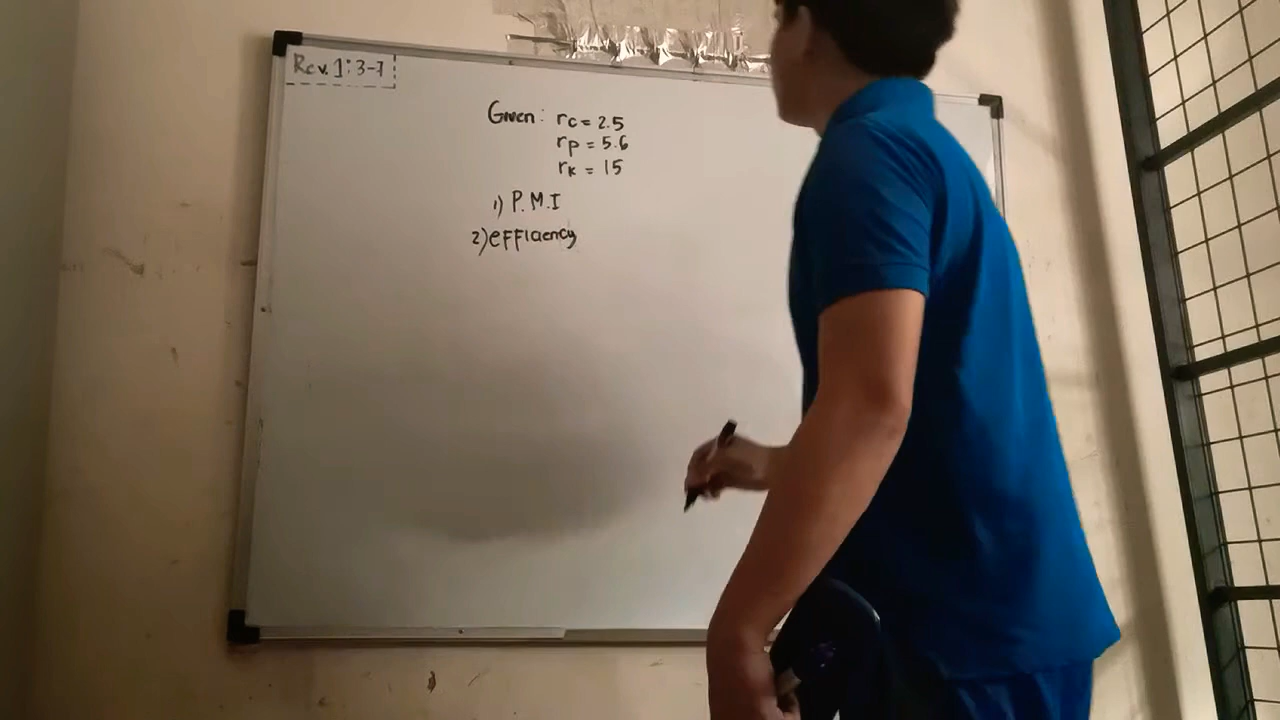 Rev. 1: 3-7
Given: rc = 2.5
rp = 5.6
rk = 15
1) P.M.I
2) efficiency